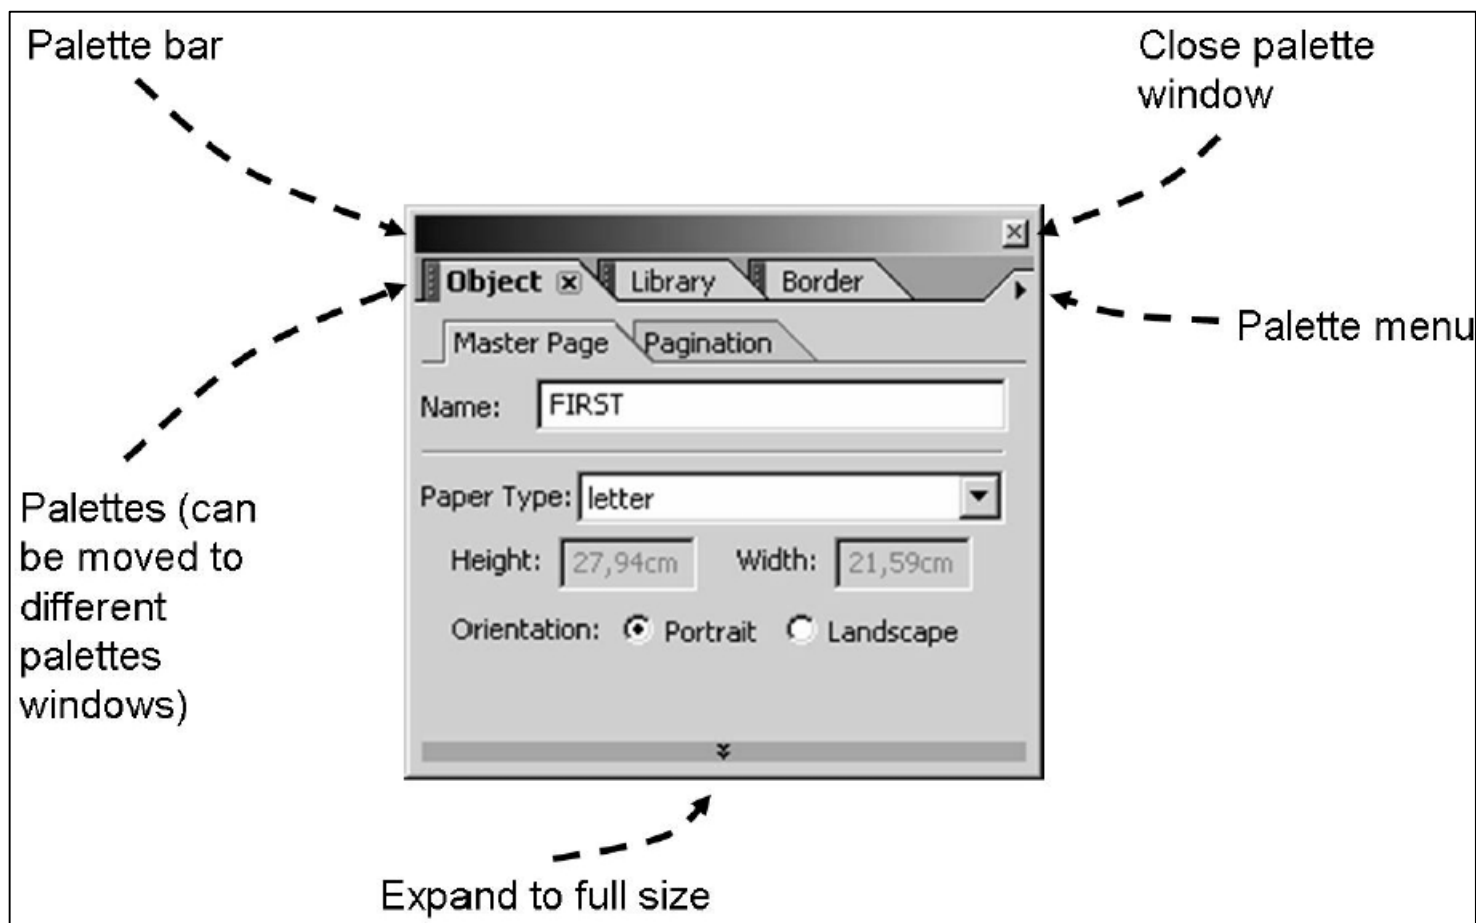 Palette bar
Close palette
window
Object
Library
Border
Palette menu
Master Page
Pagination
Name:
FIRST
Palettes (can
be moved to
different
palettes
windows)
Paper Type:
letter
Height:
27,94cm
Width:
21,59cm
Orientation:
Portrait
Landscape
Expand to full size